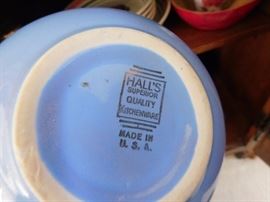 HALL'S
SUPERIOR
QUALITY
KITCHENWARE
MADE IN
U. S. A.